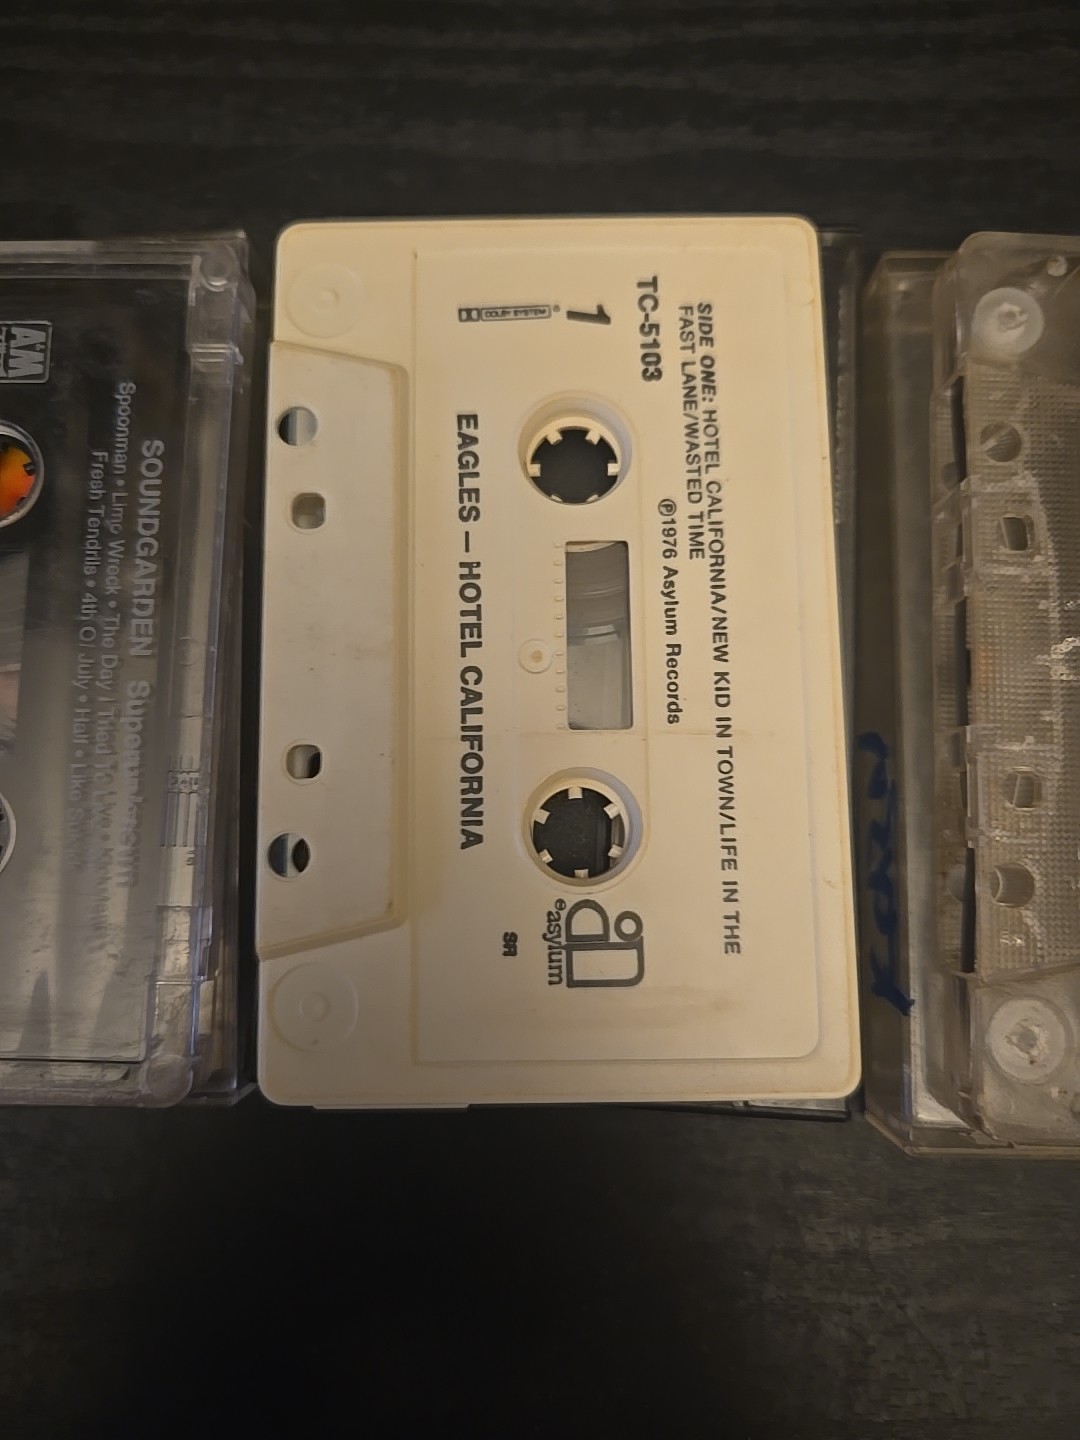 TC-5103
SIDE ONE: HOTEL CALIFORNIA/NEW KID IN TOWN/LIFE IN THE
FAST LANE/WASTED TIME
℗1976 Asylum Records
1
DOLBY SYSTEM®
asylum
SR
EAGLES – HOTEL CALIFORNIA
A&M
SOUNDGARDEN Superunknown
Spoonman • Limo Wreck • The Day I Tried To Live
Fresh Tendrils • 4th Of July • Half • Like